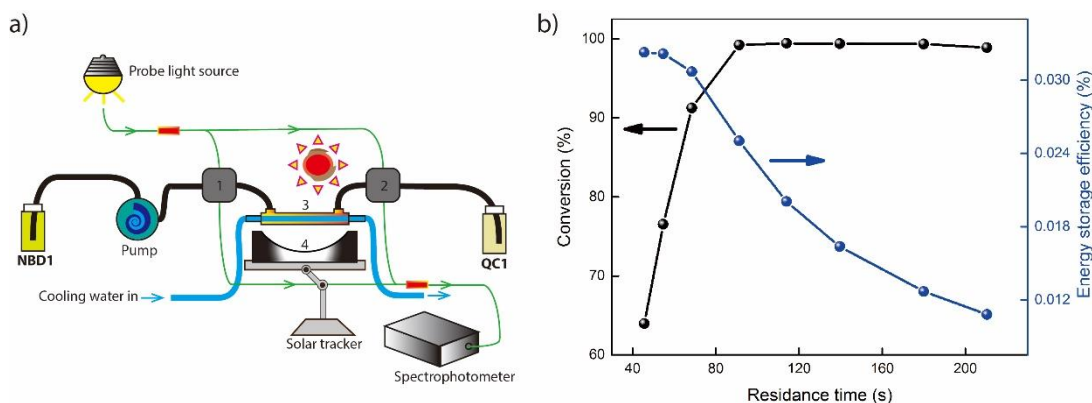 a)
Probe light source
1
2
3
4
NBD1
Pump
QC1
Cooling water in
Solar tracker
Spectrophotometer
b)
100
90
80
70
60
Conversion (%)
40
80
120
160
200
Residance time (s)
0.030
0.024
0.018
0.012
Energy storage efficiency (%)